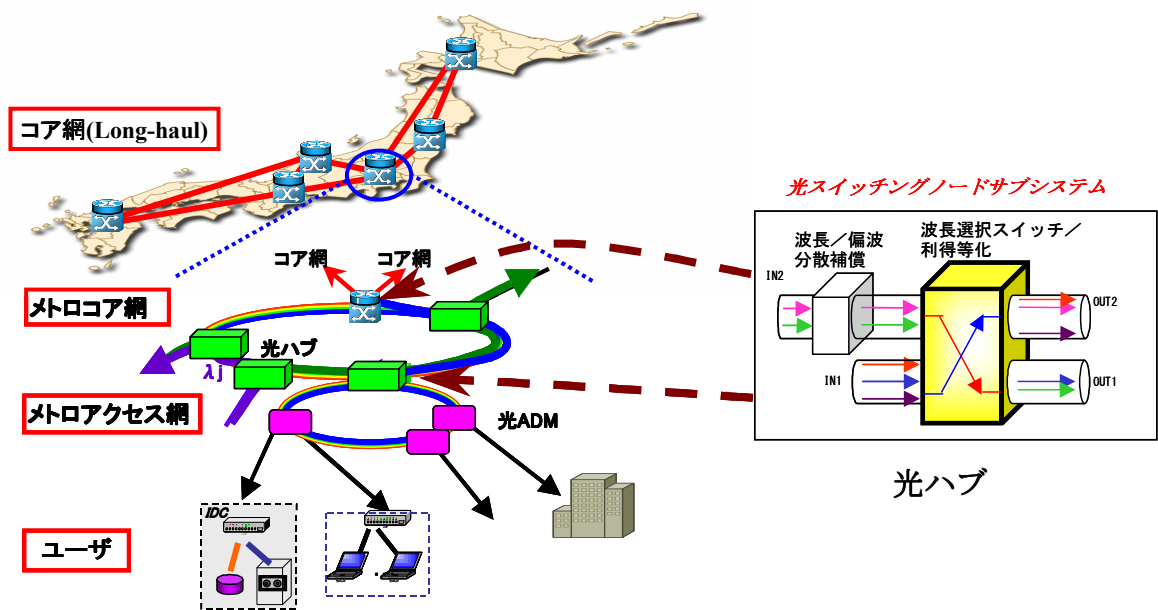 コア網(Long-haul)
光スイッチングノードサブシステム
波長/偏波
分散補償
波長選択スイッチ/
利得等化
IN2
OUT2
IN1
OUT1
光ハブ
コア網
コア網
メトロコア網
光ハブ
λj
メトロアクセス網
光ADM
IDC
ユーザ